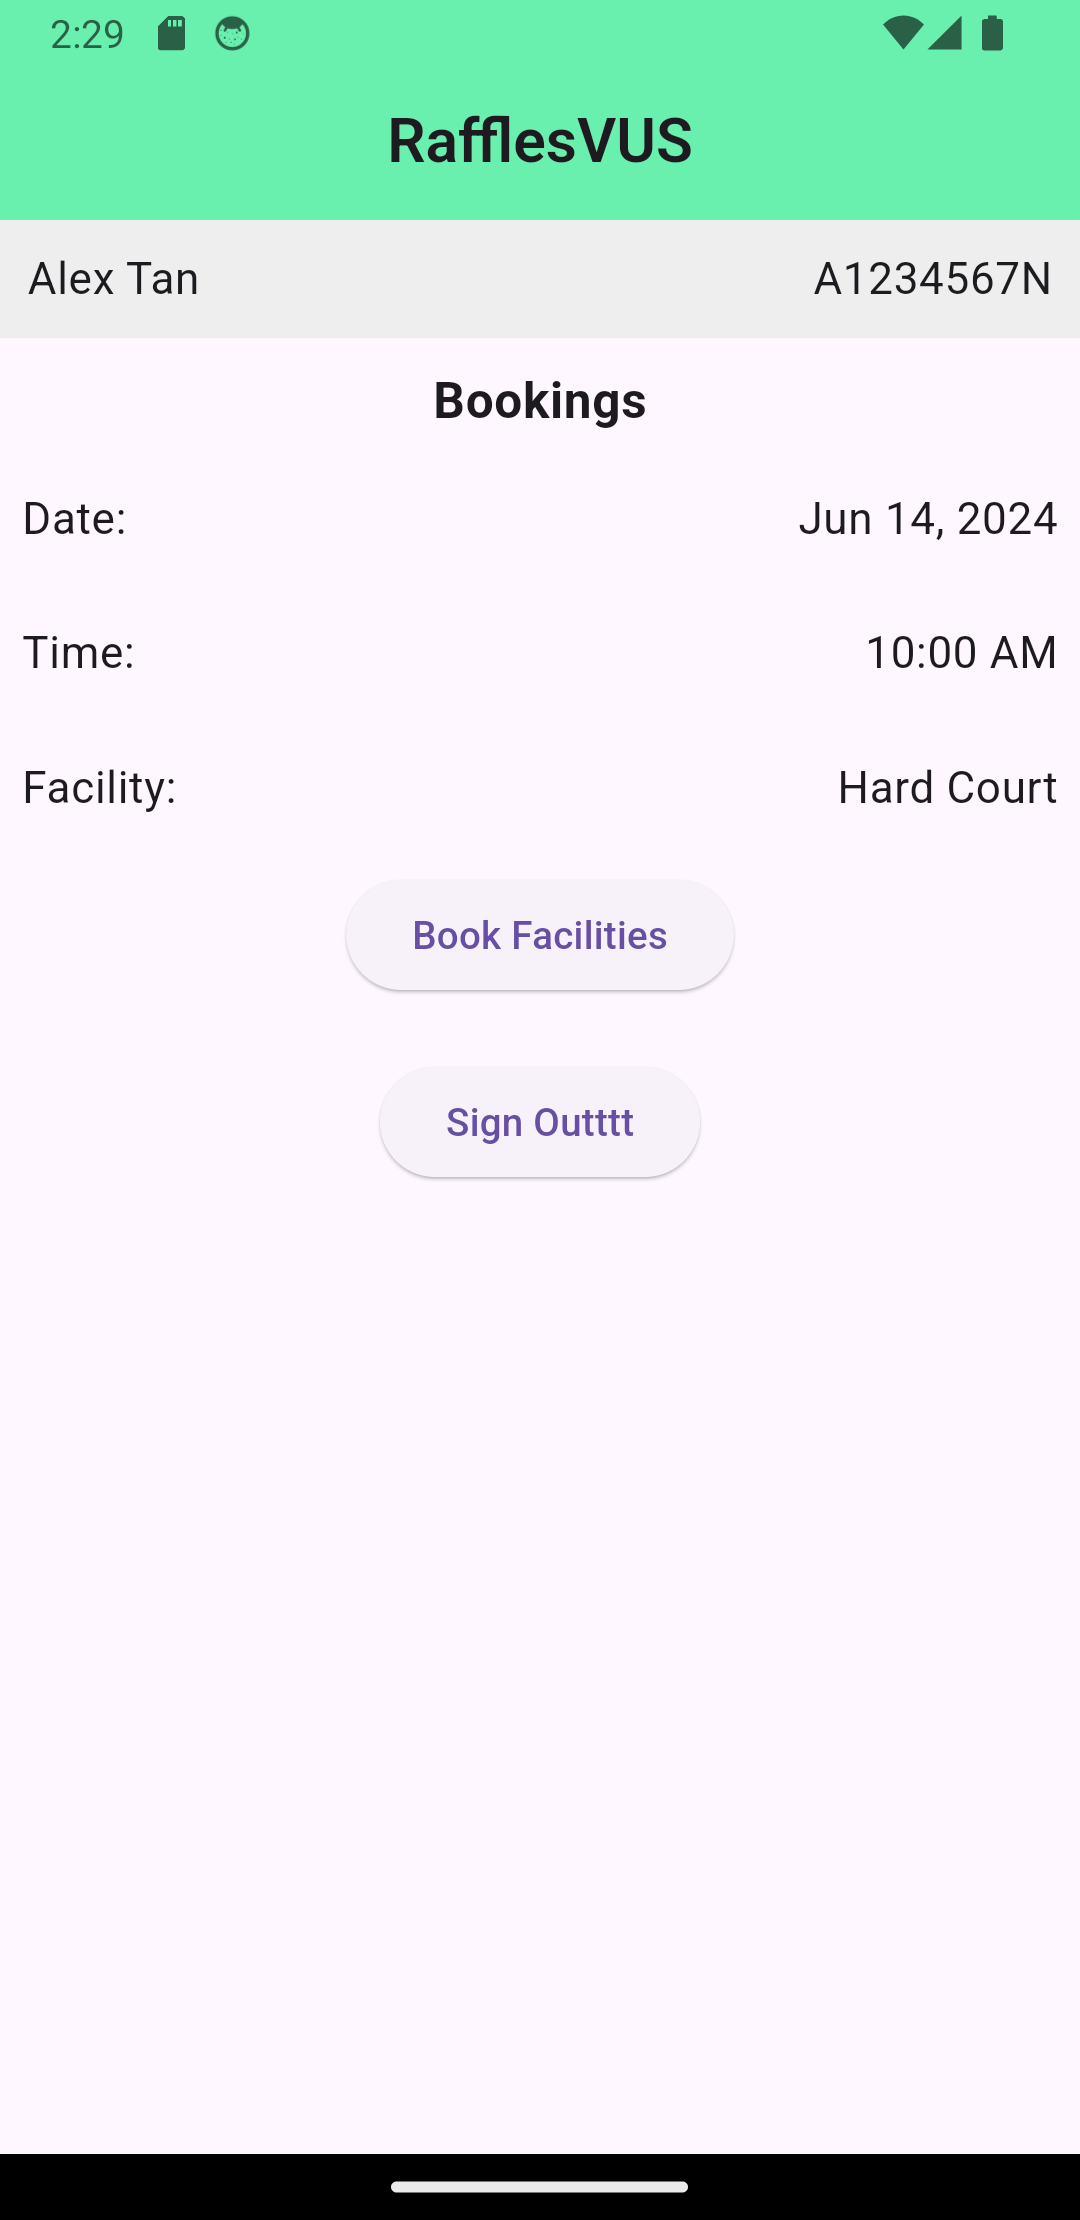 2:29
RafflesVUS
Alex Tan A1234567N
Bookings
Date: Jun 14, 2024
Time: 10:00 AM
Facility: Hard Court
Book Facilities
Sign Outttt